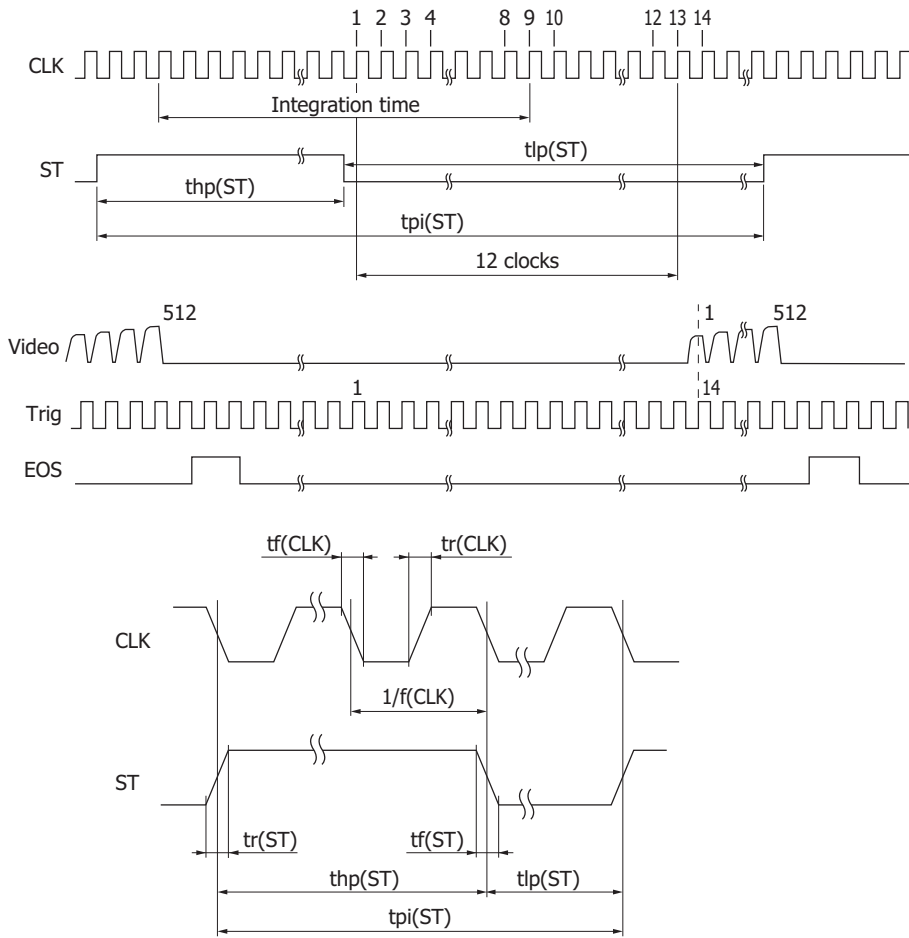 1 2 3 4 8 9 10 12 13 14
CLK
Integration time
ST
tlp(ST)
thp(ST)
tpi(ST)
12 clocks
512 1 512
Video
1 14
Trig
EOS
tf(CLK) tr(CLK)
CLK
1/f(CLK)
ST
tr(ST) tf(ST)
thp(ST) tlp(ST)
tpi(ST)